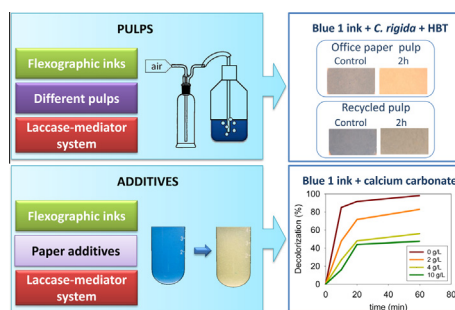 PULPS
Flexographic inks
Different pulps
Laccase-mediator
system
air
Blue 1 ink + C. rigida + HBT
Office paper pulp
Control 2h
Recycled pulp
Control 2h
ADDITIVES
Flexographic inks
Paper additives
Laccase-mediator
system
Blue 1 ink + calcium carbonate
Decolorization (%)
100
80
60
40
20
0
0 20 40 60 80
time (min)
0 g/L
2 g/L
4 g/L
10 g/L